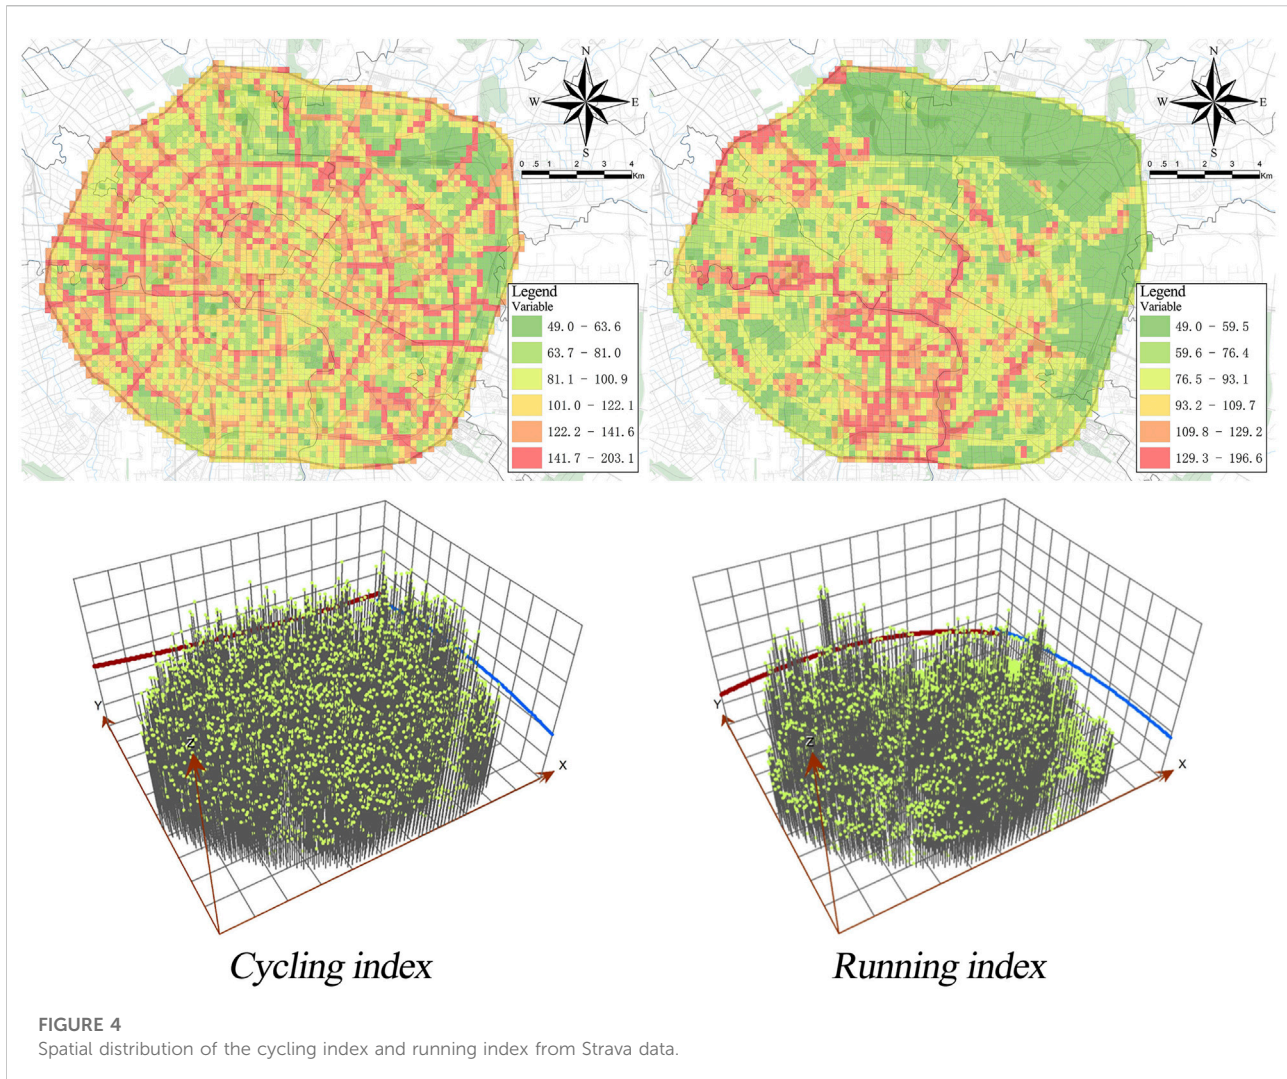 N
W
E
S
0 .5 1 2 3 4
Km
Legend
Variable
49.0 - 63.6
63.7 - 81.0
81.1 - 100.9
101.0 - 122.1
122.2 - 141.6
141.7 - 203.1
N
W
E
S
0 .5 1 2 3 4
Km
Legend
Variable
49.0 - 59.5
59.6 - 76.4
76.5 - 93.1
93.2 - 109.7
109.8 - 129.2
129.3 - 196.6
Y
Z
X
Y
Z
X
Cycling index
Running index
FIGURE 4
Spatial distribution of the cycling index and running index from Strava data.